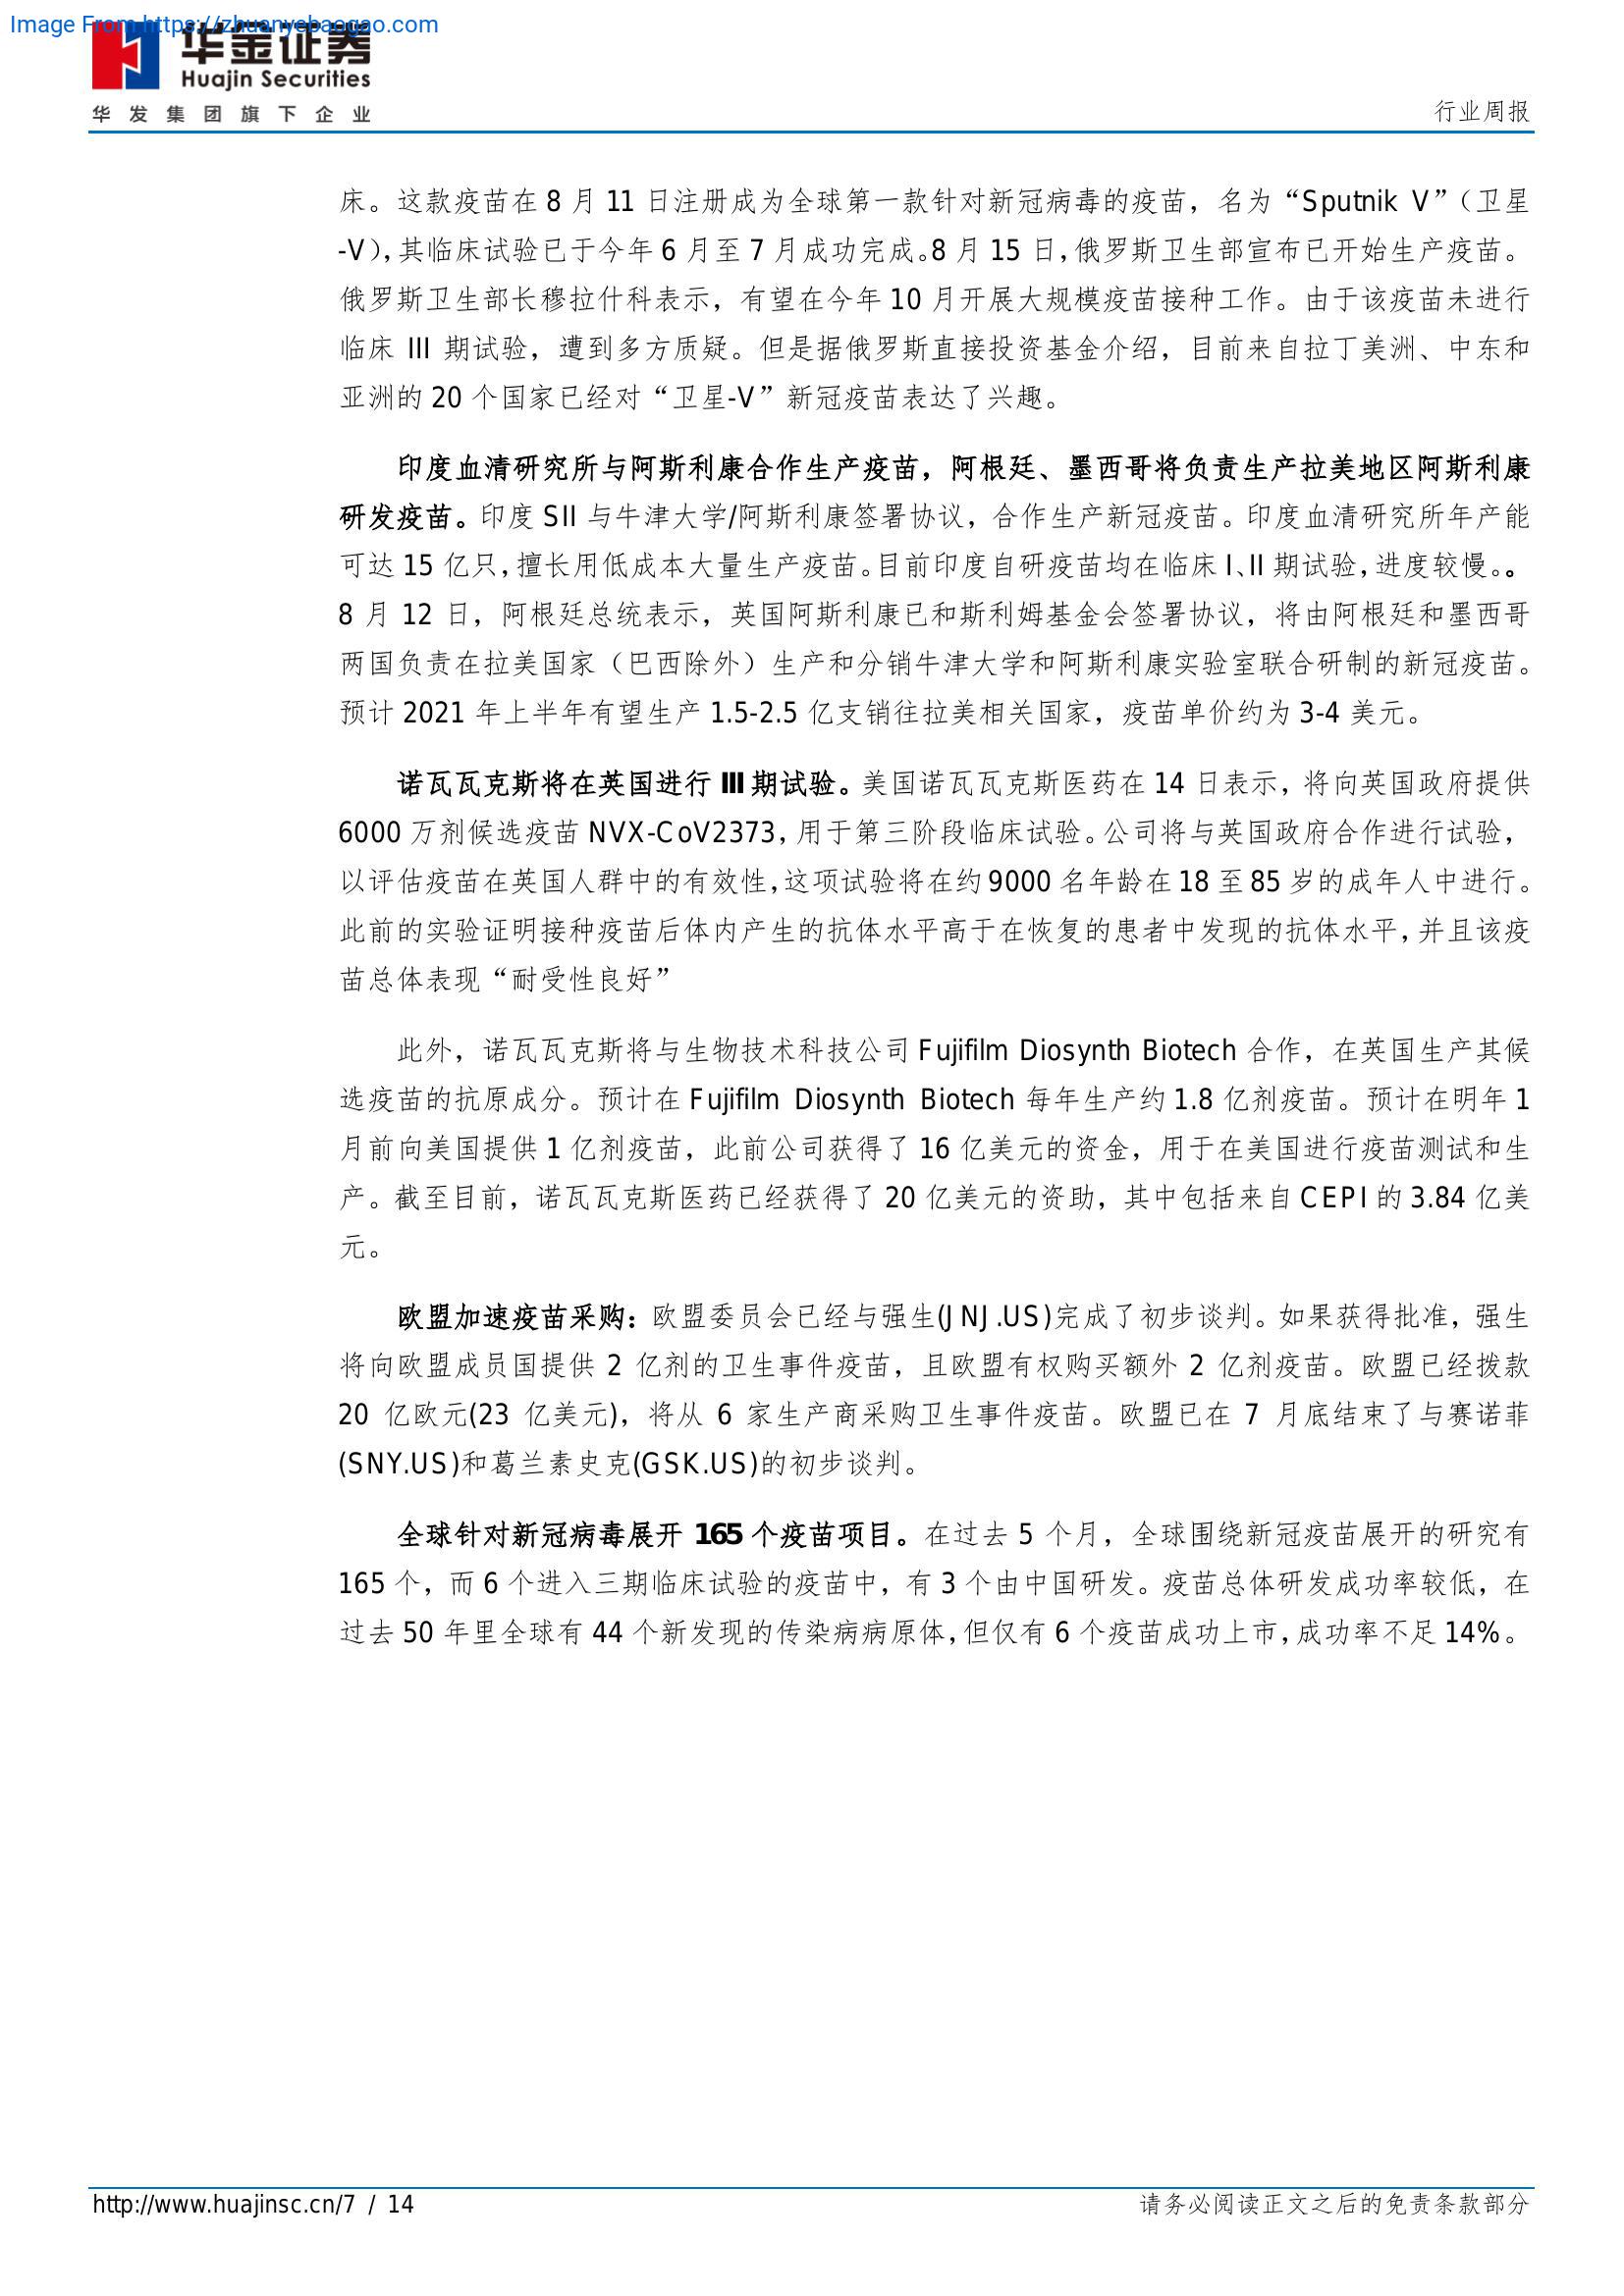 Image From https://zhuanyebaogao.com
华金证券
Huajin Securities
华发集团旗下企业
行业周报
床。这款疫苗在 8 月 11 日注册成为全球第一款针对新冠病毒的疫苗，名为“Sputnik V”（卫星
-V），其临床试验已于今年 6 月至 7 月成功完成。8 月 15 日，俄罗斯卫生部宣布已开始生产疫苗。
俄罗斯卫生部长穆拉什科表示，有望在今年 10 月开展大规模疫苗接种工作。由于该疫苗未进行
临床 III 期试验，遭到多方质疑。但是据俄罗斯直接投资基金介绍，目前来自拉丁美洲、中东和
亚洲的 20 个国家已经对“卫星-V”新冠疫苗表达了兴趣。
印度血清研究所与阿斯利康合作生产疫苗，阿根廷、墨西哥将负责生产拉美地区阿斯利康
研发疫苗。印度 SII 与牛津大学/阿斯利康签署协议，合作生产新冠疫苗。印度血清研究所年产能
可达 15 亿只，擅长用低成本大量生产疫苗。目前印度自研疫苗均在临床 I、II 期试验，进度较慢。。
8 月 12 日，阿根廷总统表示，英国阿斯利康已和斯利姆基金会签署协议，将由阿根廷和墨西哥
两国负责在拉美国家（巴西除外）生产和分销牛津大学和阿斯利康实验室联合研制的新冠疫苗。
预计 2021 年上半年有望生产 1.5-2.5 亿支销往拉美相关国家，疫苗单价约为 3-4 美元。
诺瓦瓦克斯将在英国进行 III 期试验。美国诺瓦瓦克斯医药在 14 日表示，将向英国政府提供
6000 万剂候选疫苗 NVX-CoV2373，用于第三阶段临床试验。公司将与英国政府合作进行试验，
以评估疫苗在英国人群中的有效性，这项试验将在约 9000 名年龄在 18 至 85 岁的成年人中进行。
此前的实验证明接种疫苗后体内产生的抗体水平高于在恢复的患者中发现的抗体水平，并且该疫
苗总体表现“耐受性良好”
此外，诺瓦瓦克斯将与生物技术科技公司 Fujifilm Diosynth Biotech 合作，在英国生产其候
选疫苗的抗原成分。预计在 Fujifilm Diosynth Biotech 每年生产约 1.8 亿剂疫苗。预计在明年 1
月前向美国提供 1 亿剂疫苗，此前公司获得了 16 亿美元的资金，用于在美国进行疫苗测试和生
产。截至目前，诺瓦瓦克斯医药已经获得了 20 亿美元的资助，其中包括来自 CEPI 的 3.84 亿美
元。
欧盟加速疫苗采购：欧盟委员会已经与强生(JNJ.US)完成了初步谈判。如果获得批准，强生
将向欧盟成员国提供 2 亿剂的卫生事件疫苗，且欧盟有权购买额外 2 亿剂疫苗。欧盟已经拨款
20 亿欧元(23 亿美元)，将从 6 家生产商采购卫生事件疫苗。欧盟已在 7 月底结束了与赛诺菲
(SNY.US)和葛兰素史克(GSK.US)的初步谈判。
全球针对新冠病毒展开 165 个疫苗项目。在过去 5 个月，全球围绕新冠疫苗展开的研究有
165 个，而 6 个进入三期临床试验的疫苗中，有 3 个由中国研发。疫苗总体研发成功率较低，在
过去 50 年里全球有 44 个新发现的传染病病原体，但仅有 6 个疫苗成功上市，成功率不足 14%。
http://www.huajinsc.cn/7 / 14
请务必阅读正文之后的免责条款部分